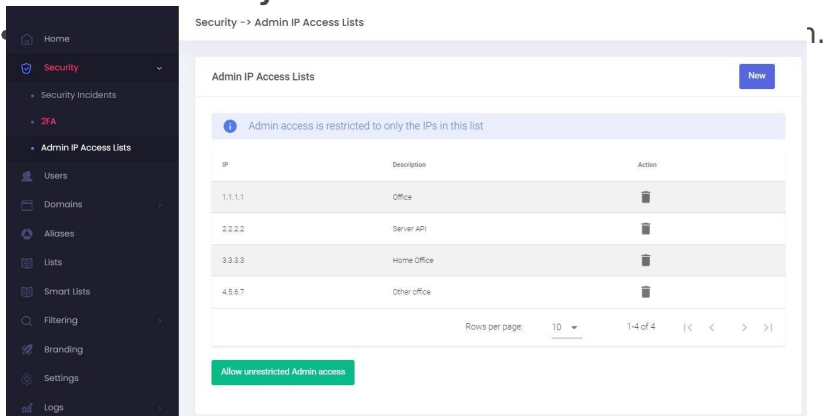 Security -> Admin IP Access Lists
Home
Security
Security Incidents
2FA
Admin IP Access Lists
Users
Domains
Aliases
Lists
Smart Lists
Filtering
Branding
Settings
Logs
Admin IP Access Lists
New
Admin access is restricted to only the IPs in this list
IP Description Action
1.1.1.1 Office
2.2.2.2 Server API
3.3.3.3 Home Office
4.5.6.7 Other office
Rows per page: 10 1-4 of 4
Allow unrestricted Admin access